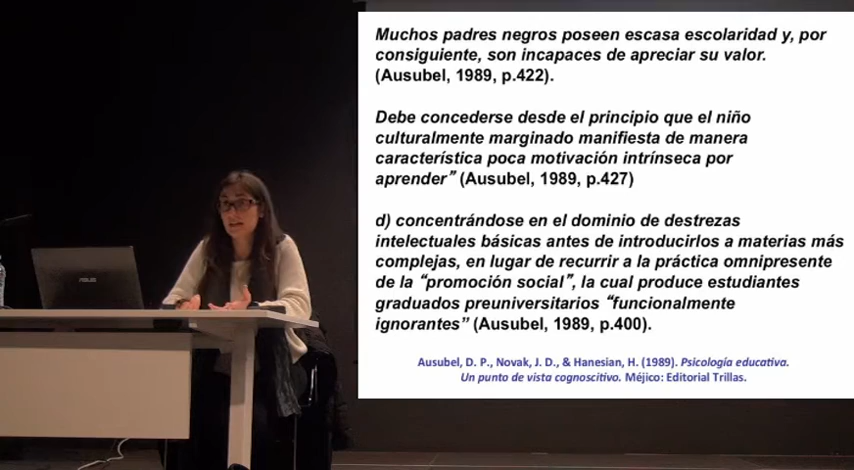 Muchos padres negros poseen escasa escolaridad y, por
consiguiente, son incapaces de apreciar su valor.
(Ausubel, 1989, p.422).
Debe concederse desde el principio que el niño
culturalmente marginado manifiesta de manera
característica poca motivación intrínseca por
aprender” (Ausubel, 1989, p.427)
d) concentrándose en el dominio de destrezas
intelectuales básicas antes de introducirlos a materias más
complejas, en lugar de recurrir a la práctica omnipresente
de la “promoción social”, la cual produce estudiantes
graduados preuniversitarios “funcionalmente
ignorantes” (Ausubel, 1989, p.400).
Ausubel, D. P., Novak, J. D., & Hanesian, H. (1989). Psicología educativa.
Un punto de vista cognoscitivo. Méjico: Editorial Trillas.
ASUS